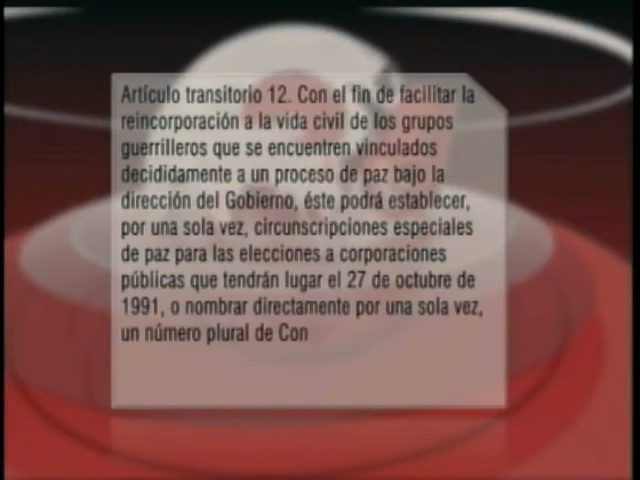 Artículo transitorio 12. Con el fin de facilitar la
reincorporación a la vida civil de los grupos
guerrilleros que se encuentren vinculados
decididamente a un proceso de paz bajo la
dirección del Gobierno, éste podrá establecer,
por una sola vez, circunscripciones especiales
de paz para las elecciones a corporaciones
públicas que tendrán lugar el 27 de octubre de
1991, o nombrar directamente por una sola vez,
un número plural de Con